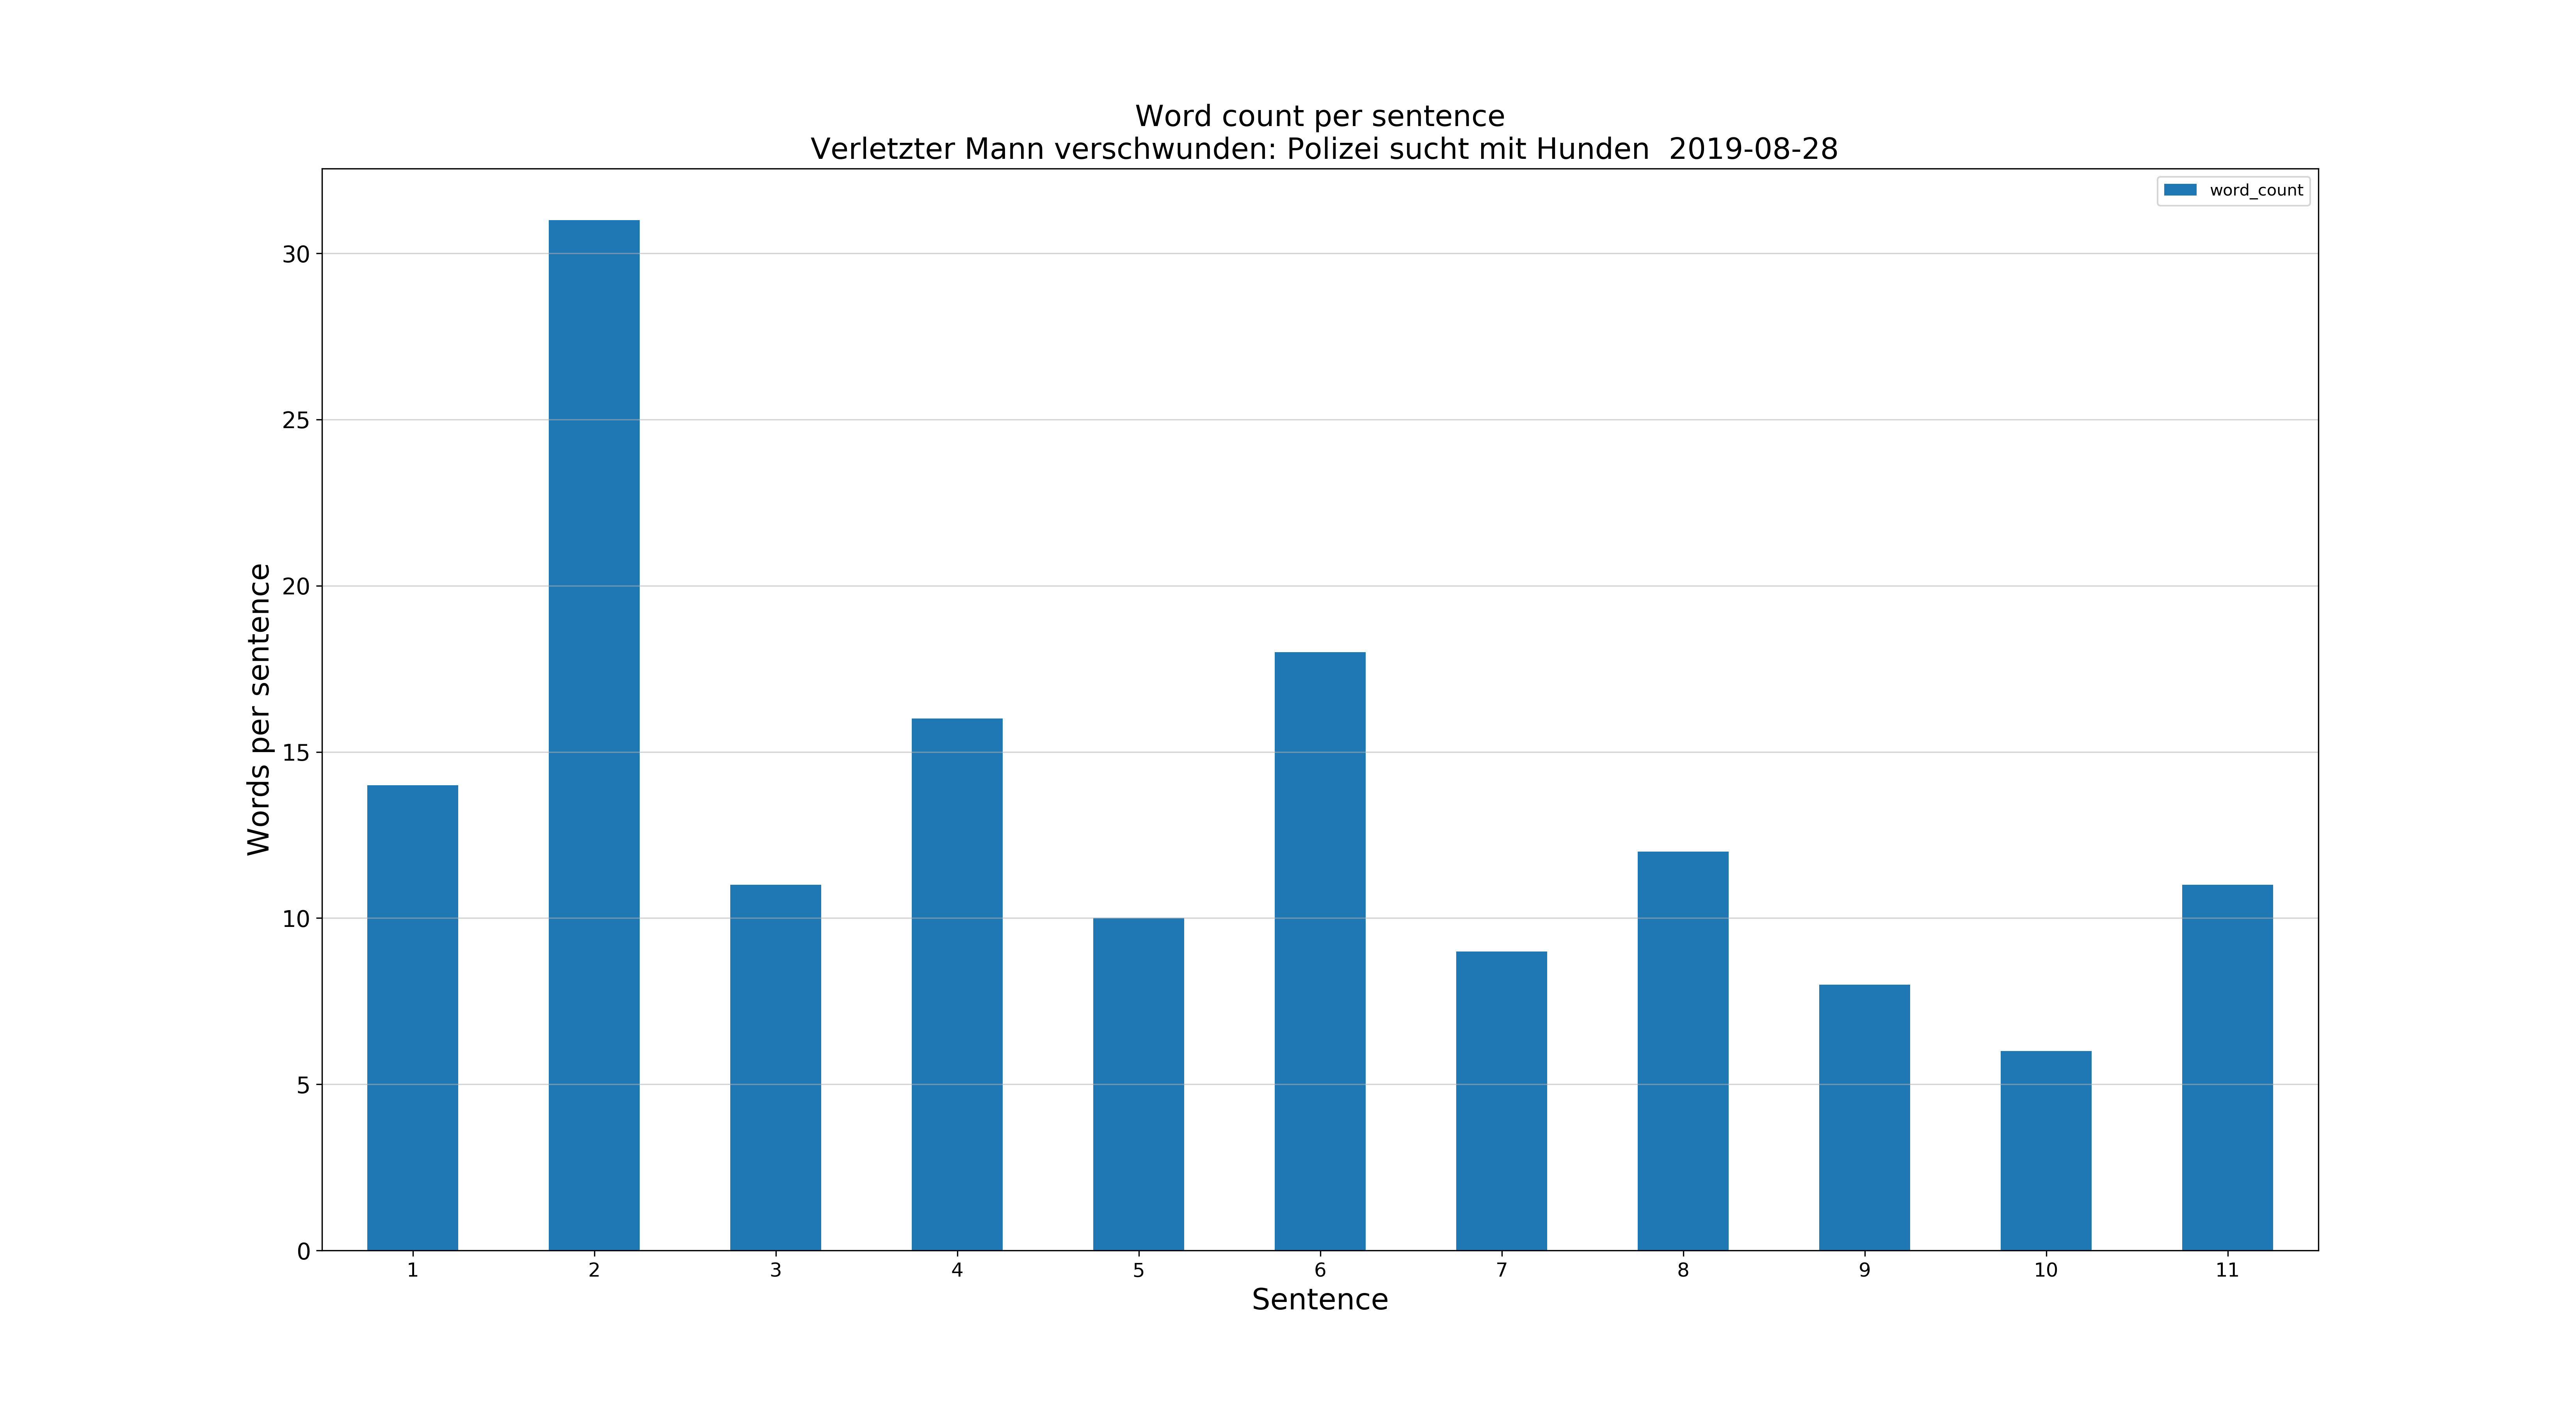 Word count per sentence
Verletzter Mann verschwunden: Polizei sucht mit Hunden  2019-08-28
word_count
30
25
20
15
10
5
0
Words per sentence
1 2 3 4 5 6 7 8 9 10 11
Sentence